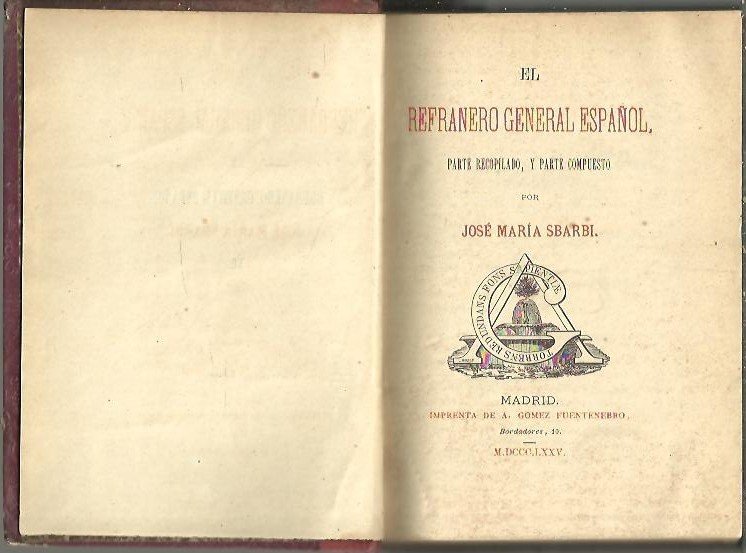 EL
REFRANERO GENERAL ESPAÑOL,
PARTE RECOPILADO, Y PARTE COMPUESTO
POR
JOSÉ MARÍA SBARBI.
TORRENS REDUNDANS FONS SAPIENTIÆ
MADRID.
IMPRENTA DE A. GOMEZ FUENTENEBRO,
Bordadores, 10.
M.DCCC.LXXV.